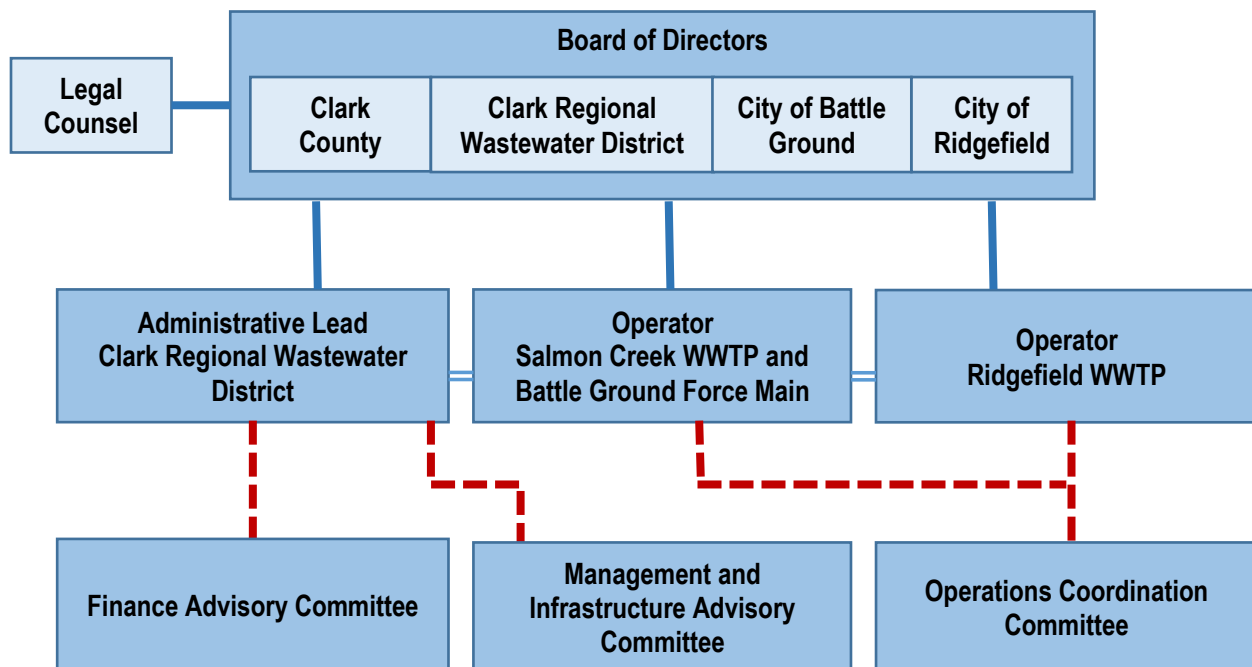 Board of Directors
Legal
Counsel
Clark
County
Clark Regional
Wastewater District
City of Battle
Ground
City of
Ridgefield
Administrative Lead
Clark Regional Wastewater
District
Operator
Salmon Creek WWTP and
Battle Ground Force Main
Operator
Ridgefield WWTP
Finance Advisory Committee
Management and
Infrastructure Advisory
Committee
Operations Coordination
Committee